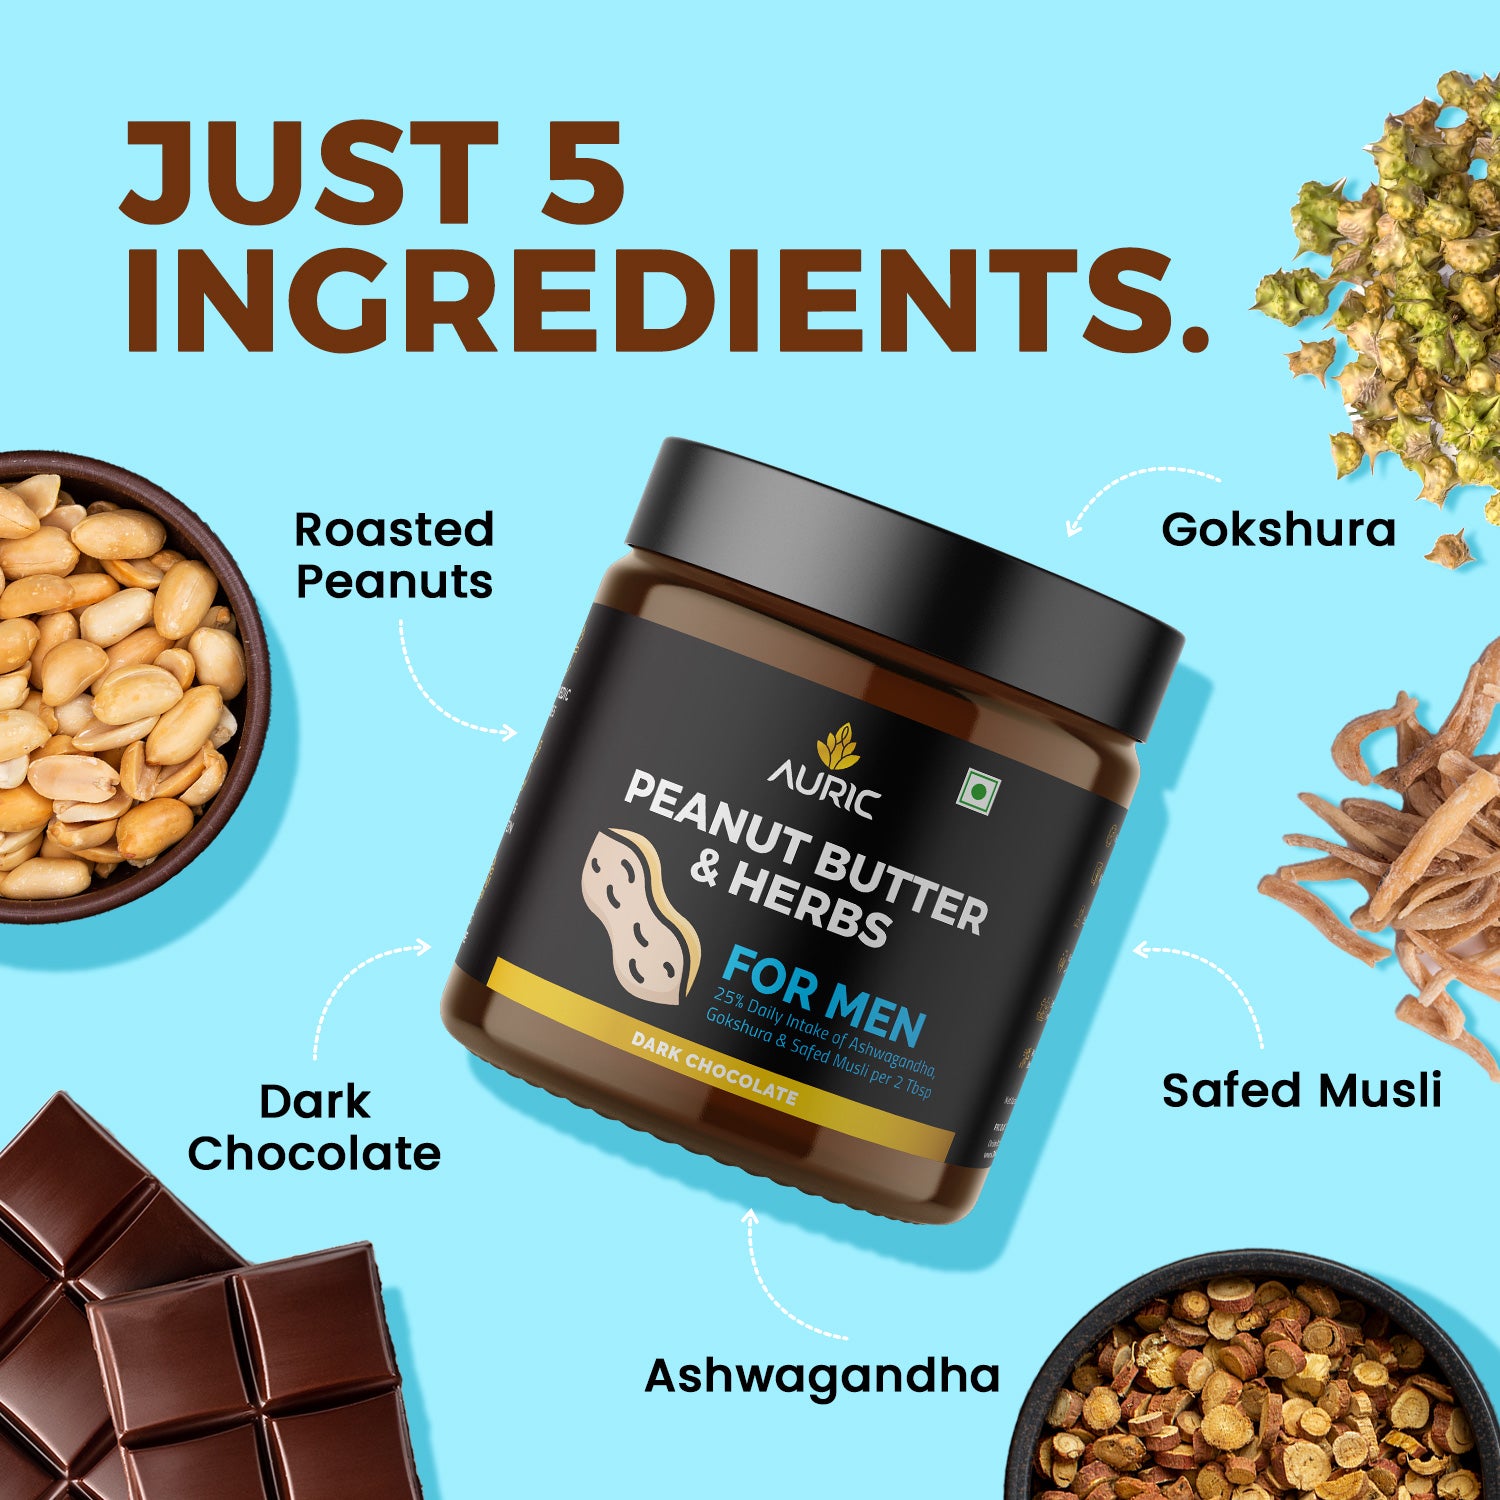 JUST 5
INGREDIENTS.
Roasted
Peanuts
Gokshura
AURIC
PEANUT BUTTER
& HERBS
FOR MEN
25% Daily Intake of Ashwagandha,
Gokshura & Safed Musli per 2 Tbsp
DARK CHOCOLATE
Dark
Chocolate
Safed Musli
Ashwagandha